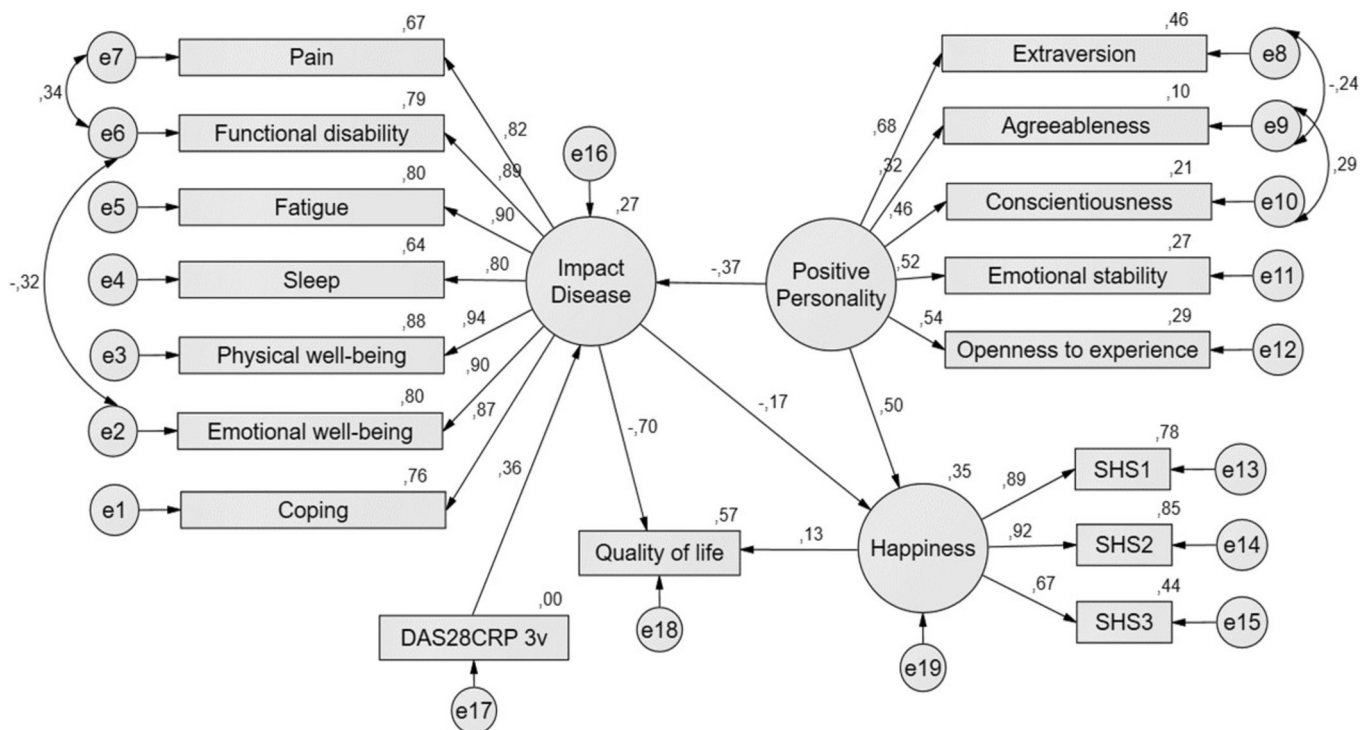 ,67
,46
e7
Pain
Extraversion
e8
,34
,79
,10
-,24
e6
Functional disability
,82
Agreeableness
e9
,68
,32
,29
e16
,80
,89
,21
e5
Fatigue
Conscientiousness
e10
,90
,27
,46
,64
,27
e4
Sleep
,80
Impact
Disease
-,37
Positive
Personality
,52
Emotional stability
e11
-,32
,88
,94
,54
,29
e3
Physical well-being
Openness to experience
e12
,90
,80
,87
-,17
,50
e2
Emotional well-being
-,70
,78
,36
,35
,89
SHS1
e13
,76
e1
Coping
,57
,85
Quality of life
,13
Happiness
,92
SHS2
e14
,67
,00
,44
DAS28CRP 3v
e18
SHS3
e15
e19
e17